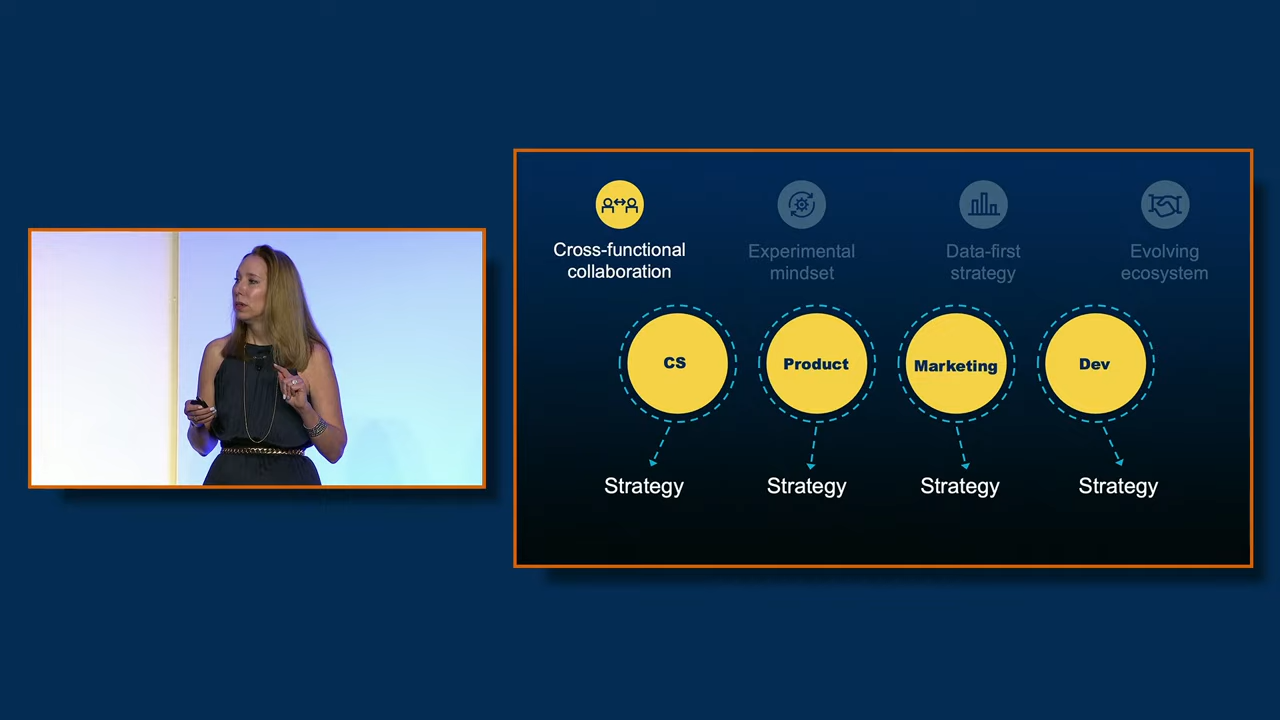 Cross-functional
collaboration
Experimental
mindset
Data-first
strategy
Evolving
ecosystem
CS
Product
Marketing
Dev
Strategy
Strategy
Strategy
Strategy